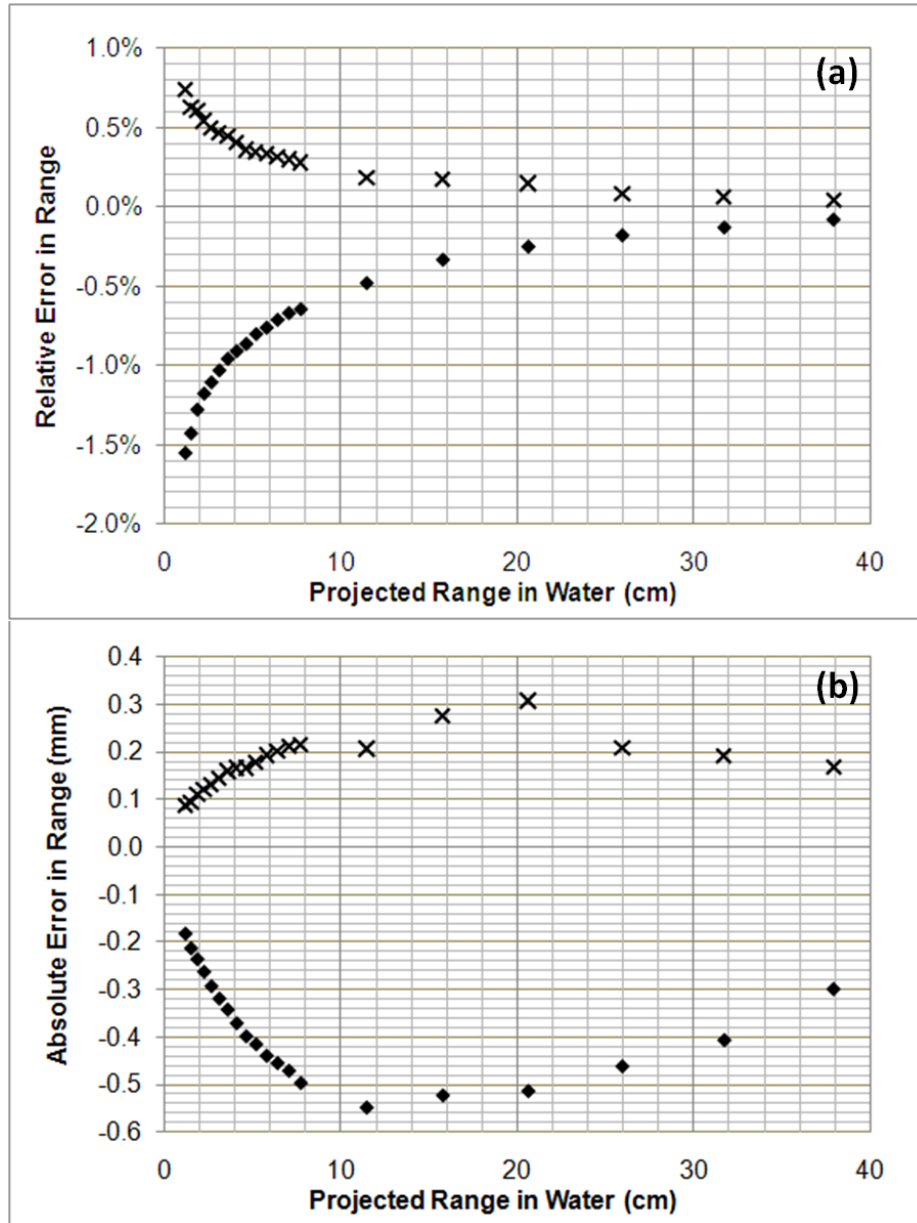 (a)
Relative Error in Range
1.0%
0.5%
0.0%
-0.5%
-1.0%
-1.5%
-2.0%
0 10 20 30 40
Projected Range in Water (cm)
(b)
Absolute Error in Range (mm)
0.4
0.3
0.2
0.1
0.0
-0.1
-0.2
-0.3
-0.4
-0.5
-0.6
0 10 20 30 40
Projected Range in Water (cm)